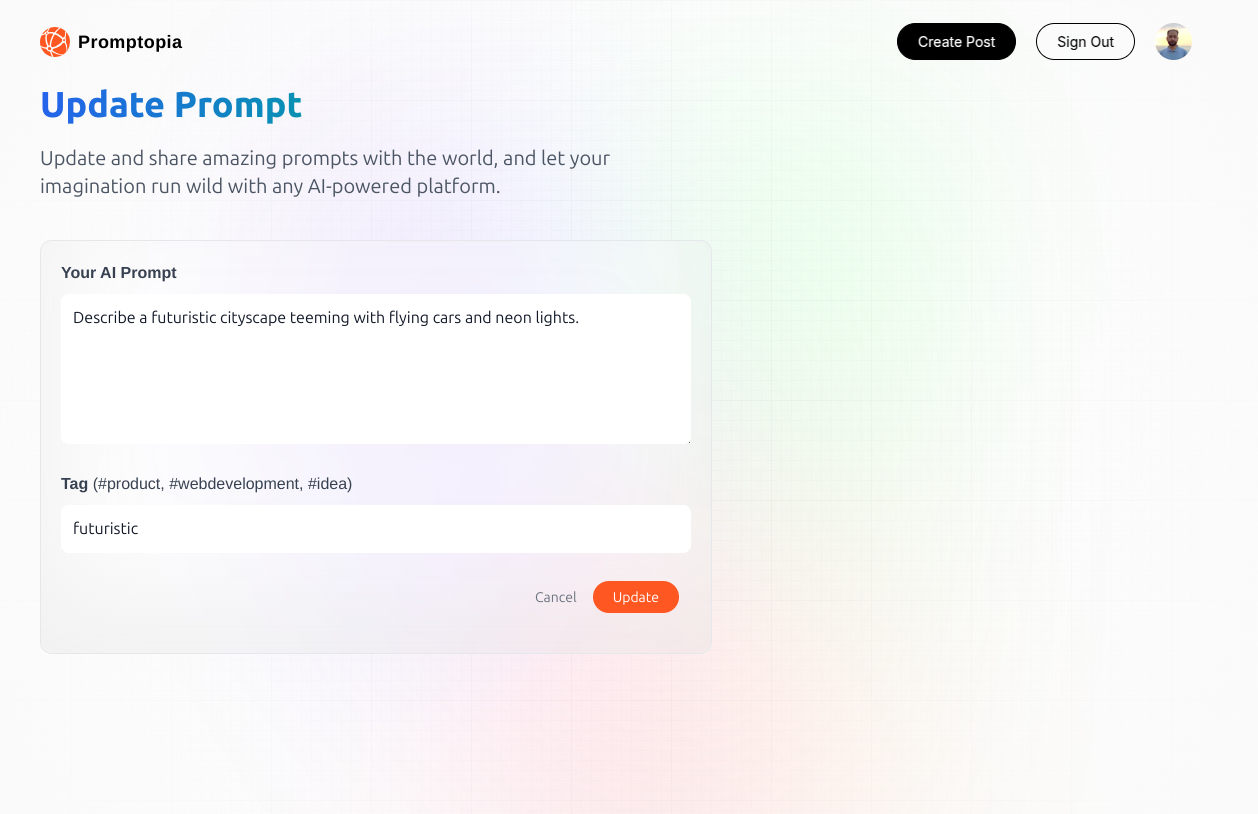 Promptopia
Create Post
Sign Out
Update Prompt
Update and share amazing prompts with the world, and let your
imagination run wild with any AI-powered platform.
Your AI Prompt
Describe a futuristic cityscape teeming with flying cars and neon lights.
Tag (#product, #webdevelopment, #idea)
futuristic
Cancel
Update